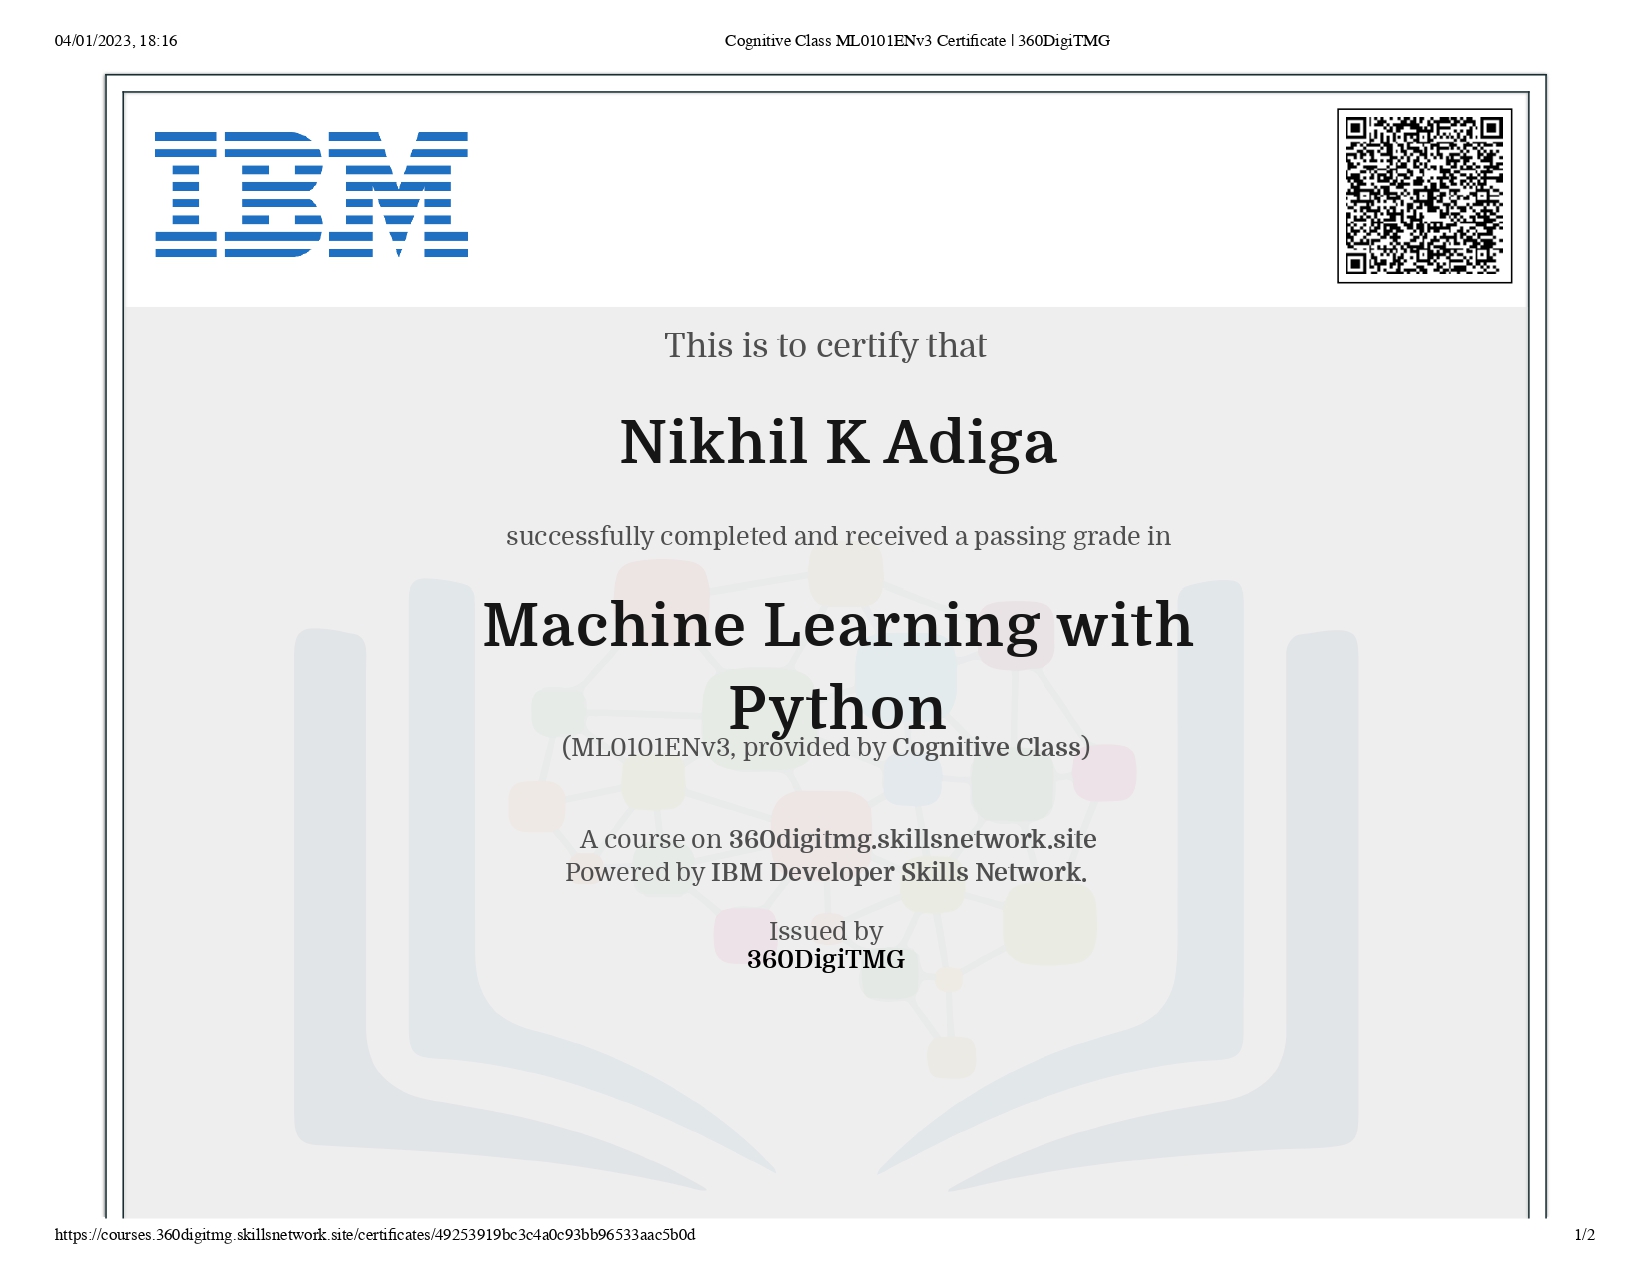 04/01/2023, 18:16
Cognitive Class ML0101ENv3 Certificate | 360DigiTMG
IBM
This is to certify that
Nikhil K Adiga
successfully completed and received a passing grade in
Machine Learning with
Python
(ML0101ENv3, provided by Cognitive Class)
A course on 360digitmg.skillsnetwork.site
Powered by IBM Developer Skills Network.
Issued by
360DigiTMG
https://courses.360digitmg.skillsnetwork.site/certificates/49253919bc3c4a0c93bb96533aac5b0d
1/2